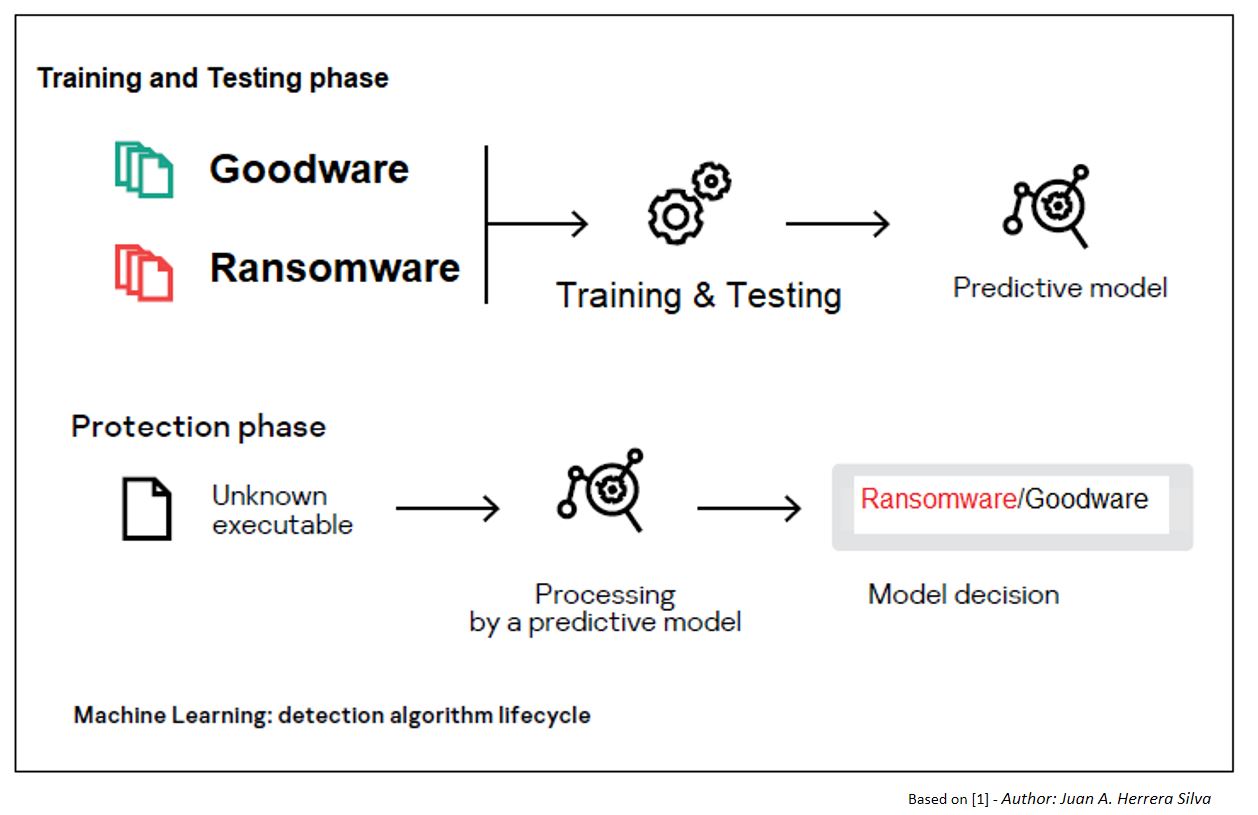 Training and Testing phase
Goodware
Ransomware
Training & Testing
Predictive model
Protection phase
Unknown
executable
Processing
by a predictive model
Ransomware/Goodware
Model decision
Machine Learning: detection algorithm lifecycle
Based on [1] - Author: Juan A. Herrera Silva